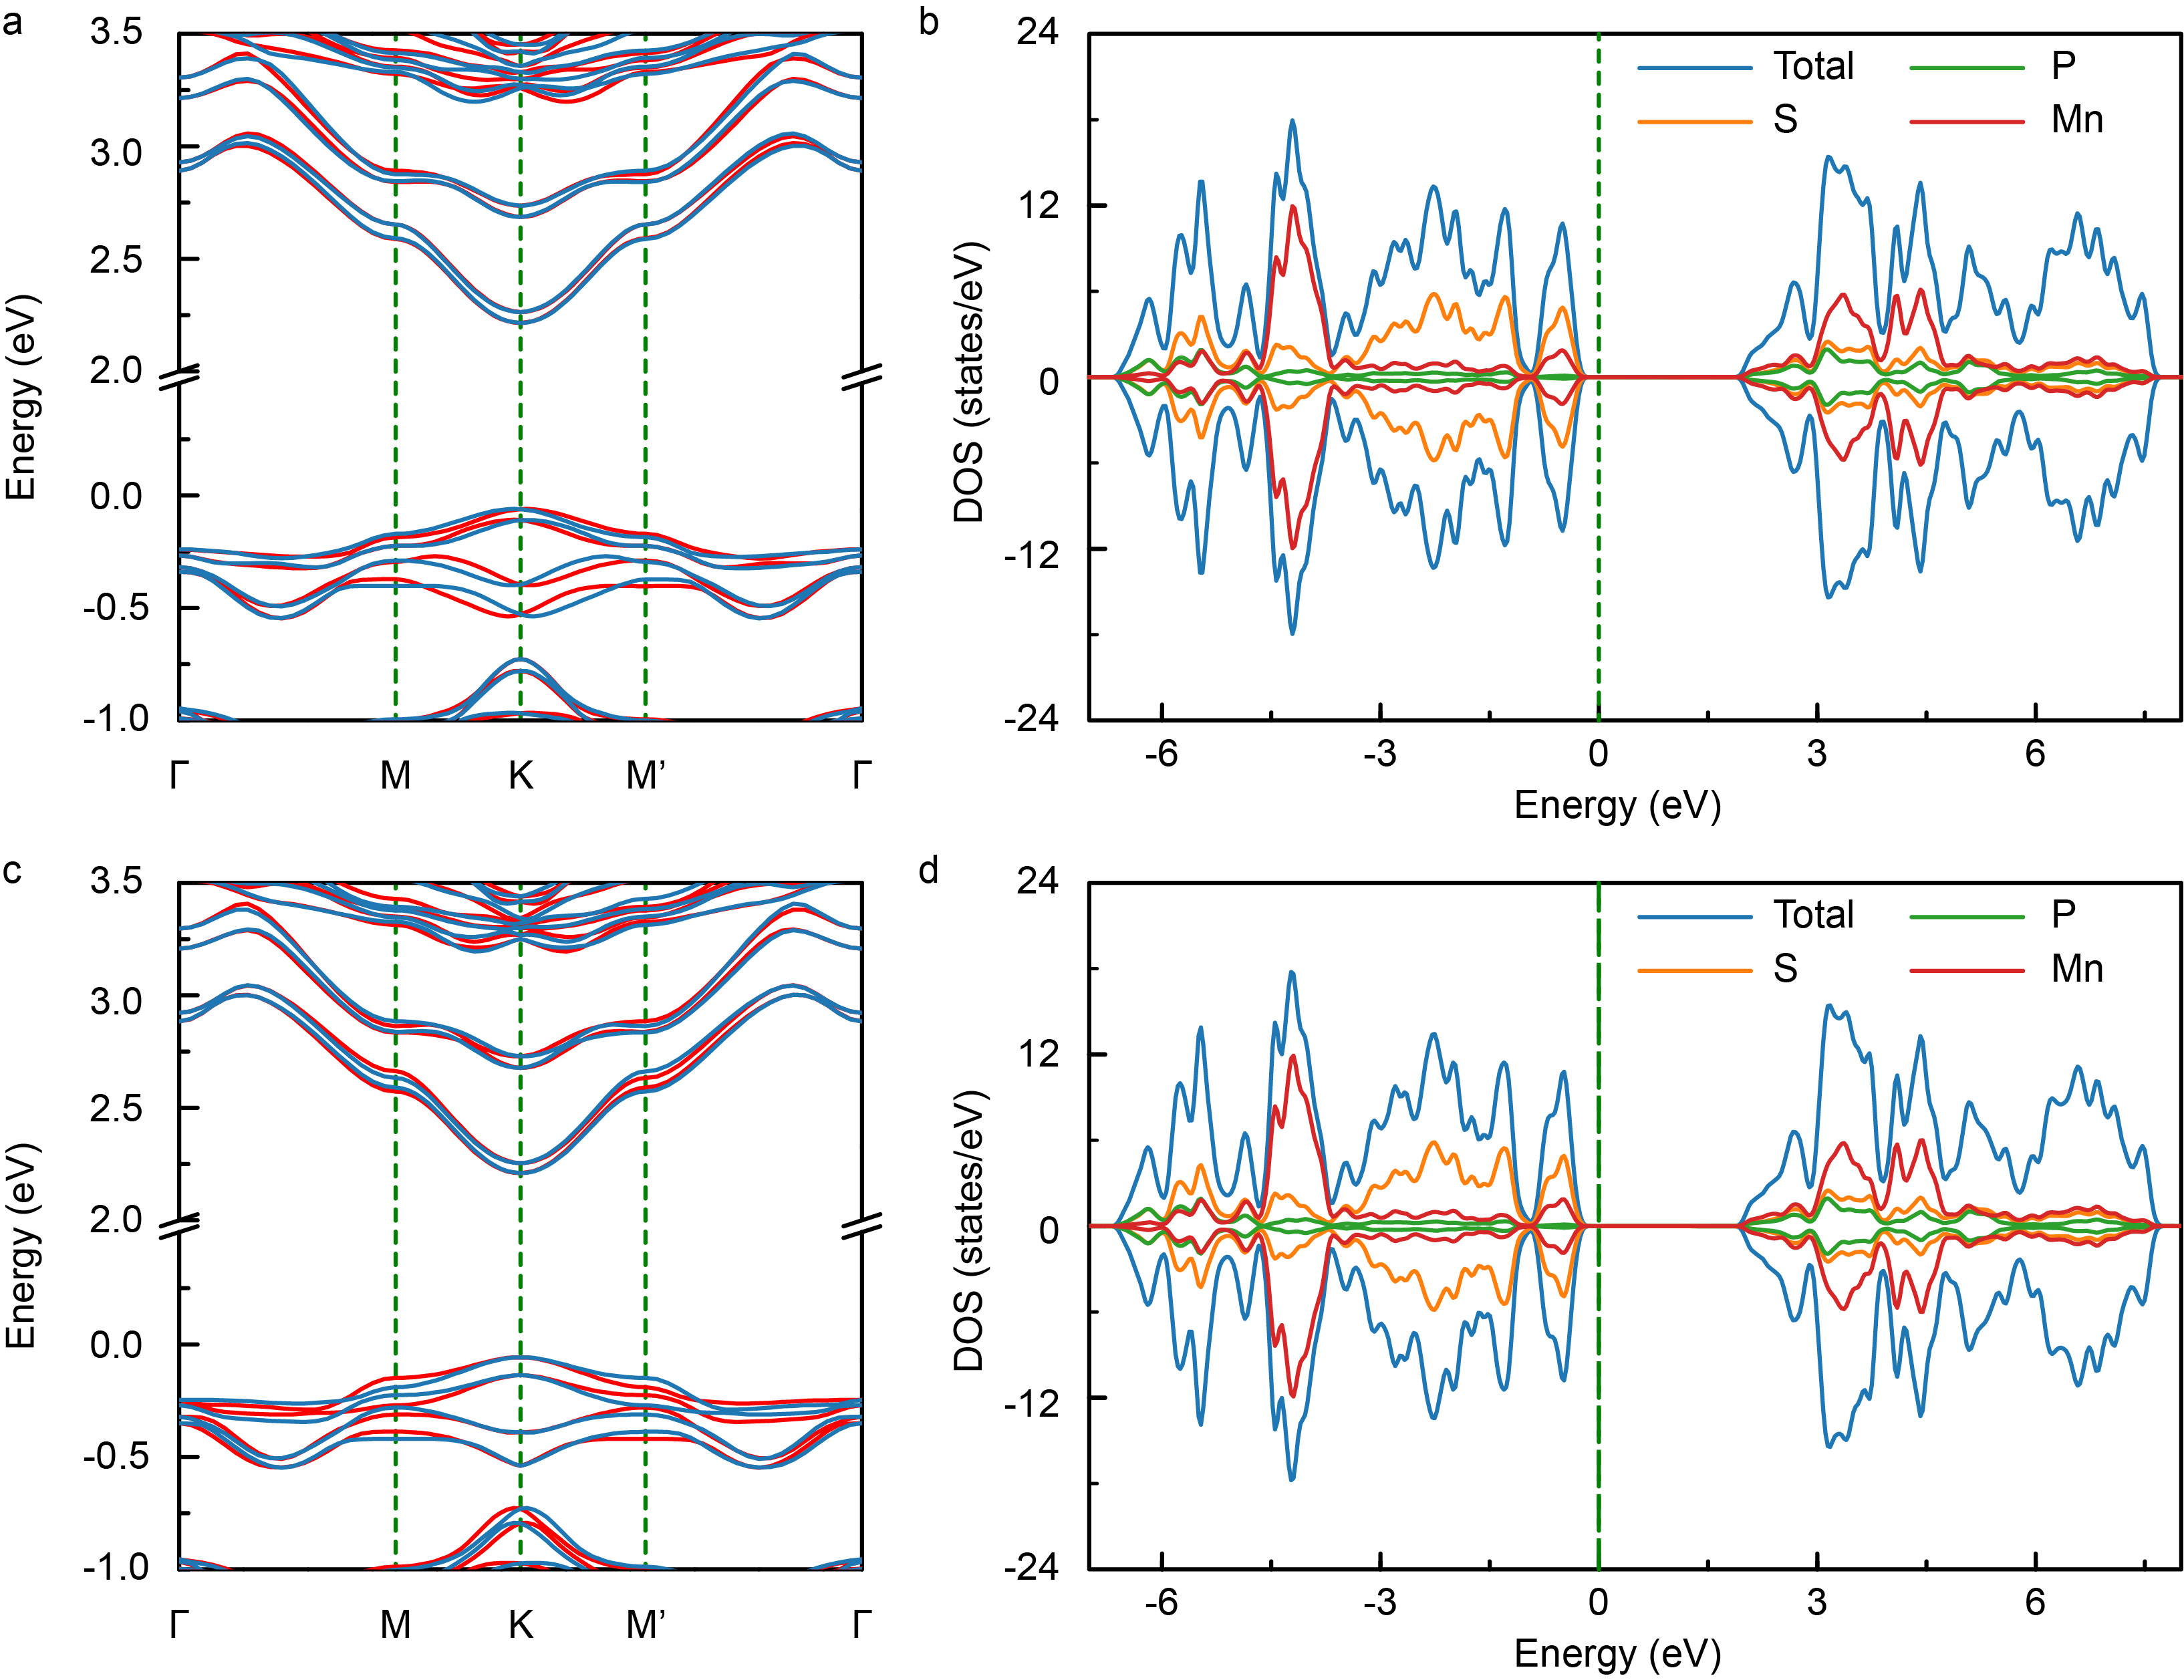 a
3.5
3.0
2.5
2.0
0.0
-0.5
-1.0
Energy (eV)
Γ M K M’ Γ
b
24
12
0
-12
-24
DOS (states/eV)
Total P
S Mn
-6 -3 0 3 6
Energy (eV)
c
3.5
3.0
2.5
2.0
0.0
-0.5
-1.0
Energy (eV)
Γ M K M’ Γ
d
24
12
0
-12
-24
DOS (states/eV)
Total P
S Mn
-6 -3 0 3 6
Energy (eV)